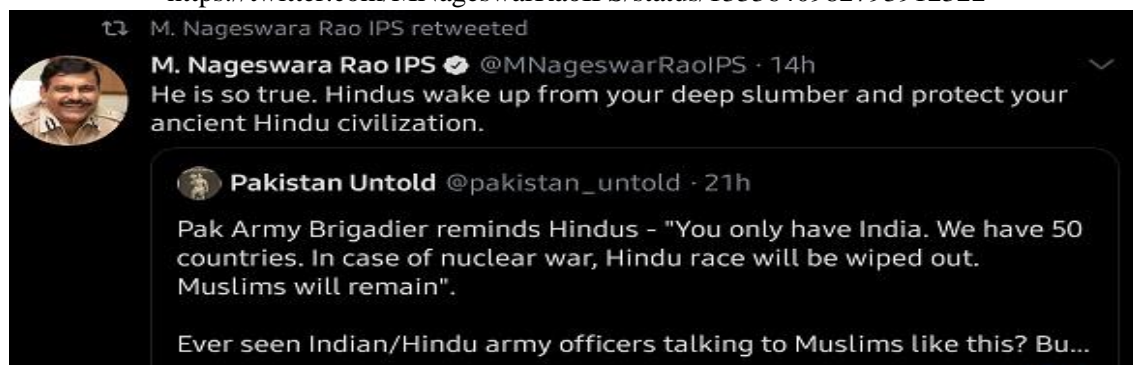 M. Nageswara Rao IPS retweeted
M. Nageswara Rao IPS @MNageswarRaoIPS · 14h
He is so true. Hindus wake up from your deep slumber and protect your
ancient Hindu civilization.
Pakistan Untold @pakistan_untold · 21h
Pak Army Brigadier reminds Hindus - "You only have India. We have 50
countries. In case of nuclear war, Hindu race will be wiped out.
Muslims will remain".
Ever seen Indian/Hindu army officers talking to Muslims like this? Bu...